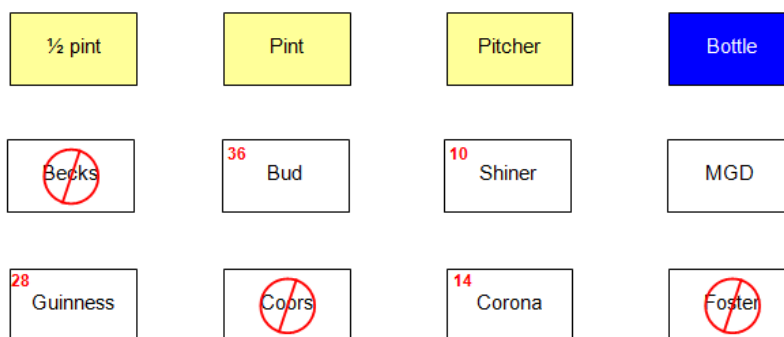 ½ pint
Pint
Pitcher
Bottle
Becks
36
Bud
10
Shiner
MGD
28
Guinness
Coors
14
Corona
Foster